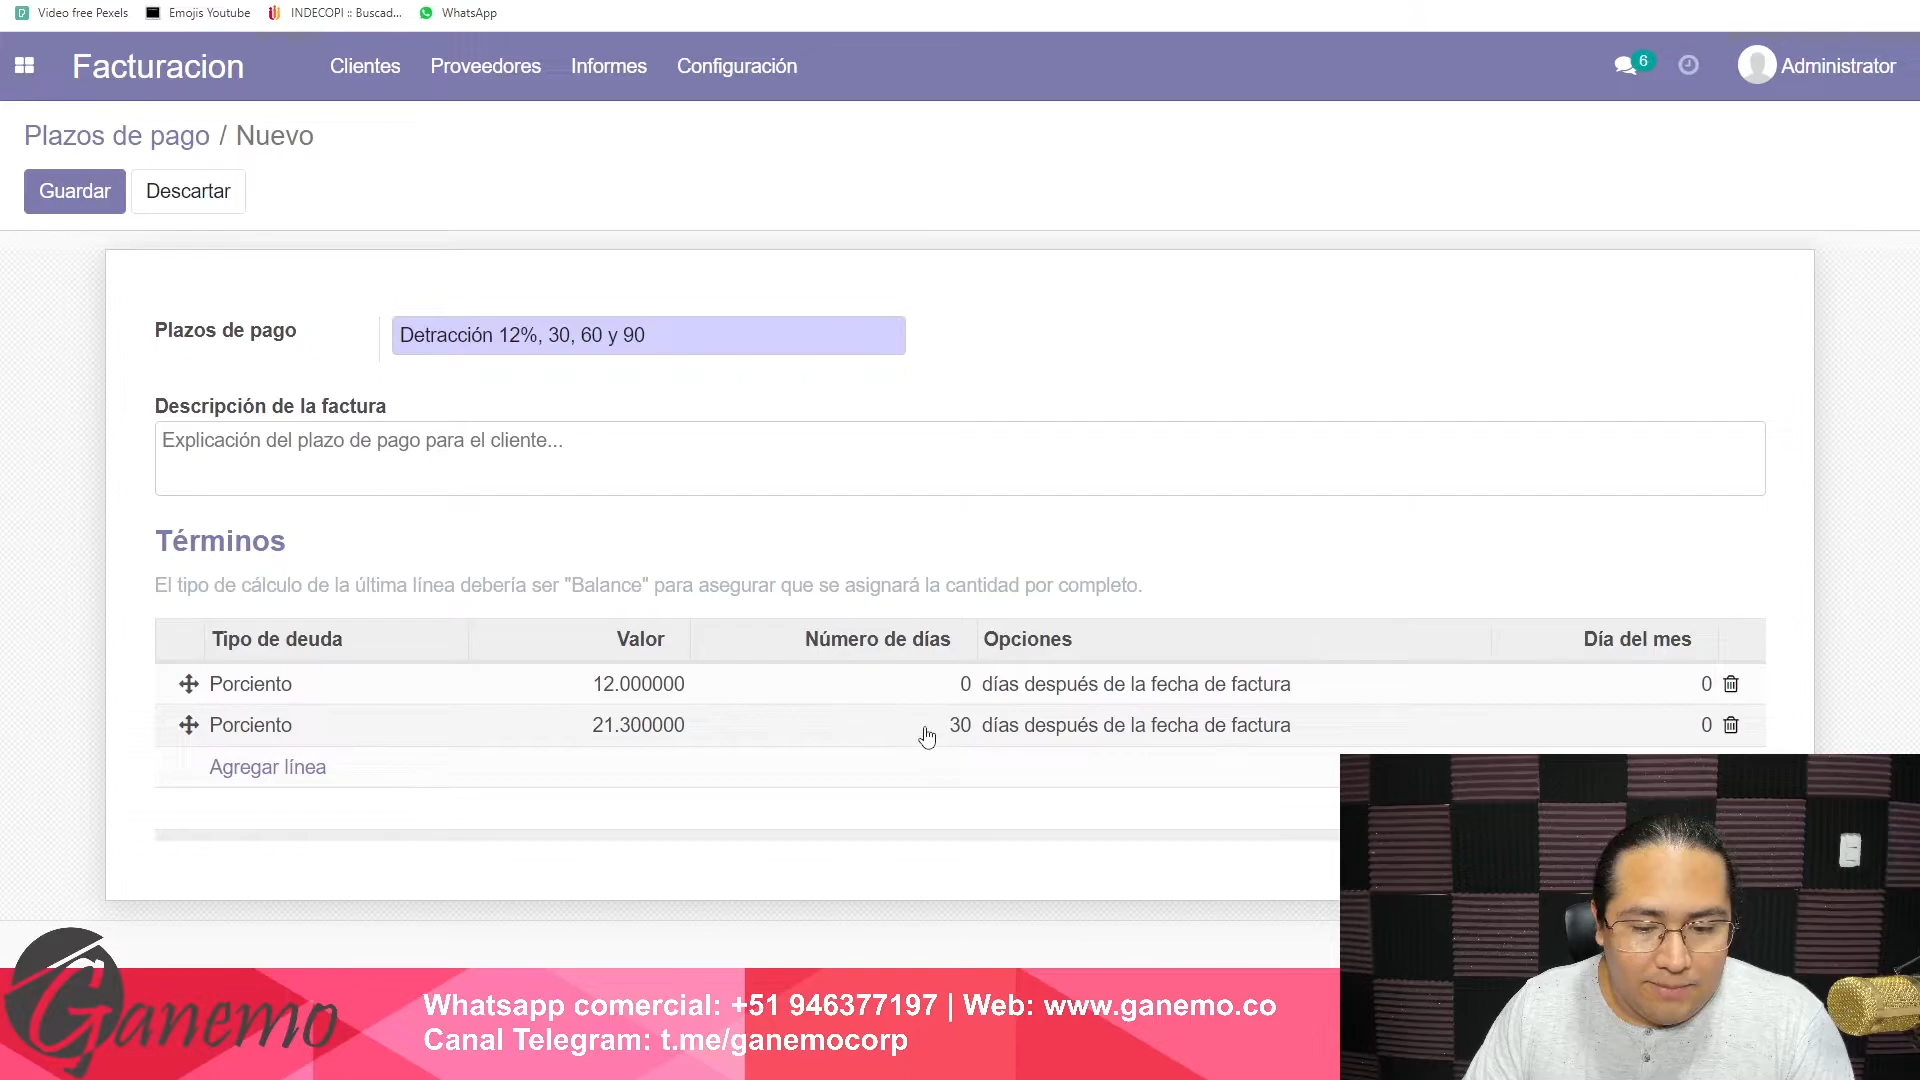 Video free Pexels Emojis Youtube INDECOPI :: Buscad... WhatsApp
Facturacion Clientes Proveedores Informes Configuración 6 Administrator
Plazos de pago / Nuevo
Guardar Descartar
Plazos de pago Detracción 12%, 30, 60 y 90
Descripción de la factura
Explicación del plazo de pago para el cliente...
Términos
El tipo de cálculo de la última línea debería ser "Balance" para asegurar que se asignará la cantidad por completo.
Tipo de deuda Valor Número de días Opciones Día del mes
Porciento 12.000000 0 días después de la fecha de factura 0
Porciento 21.300000 30 días después de la fecha de factura 0
Agregar línea
Ganemo
Whatsapp comercial: +51 946377197 | Web: www.ganemo.co
Canal Telegram: t.me/ganemocorp